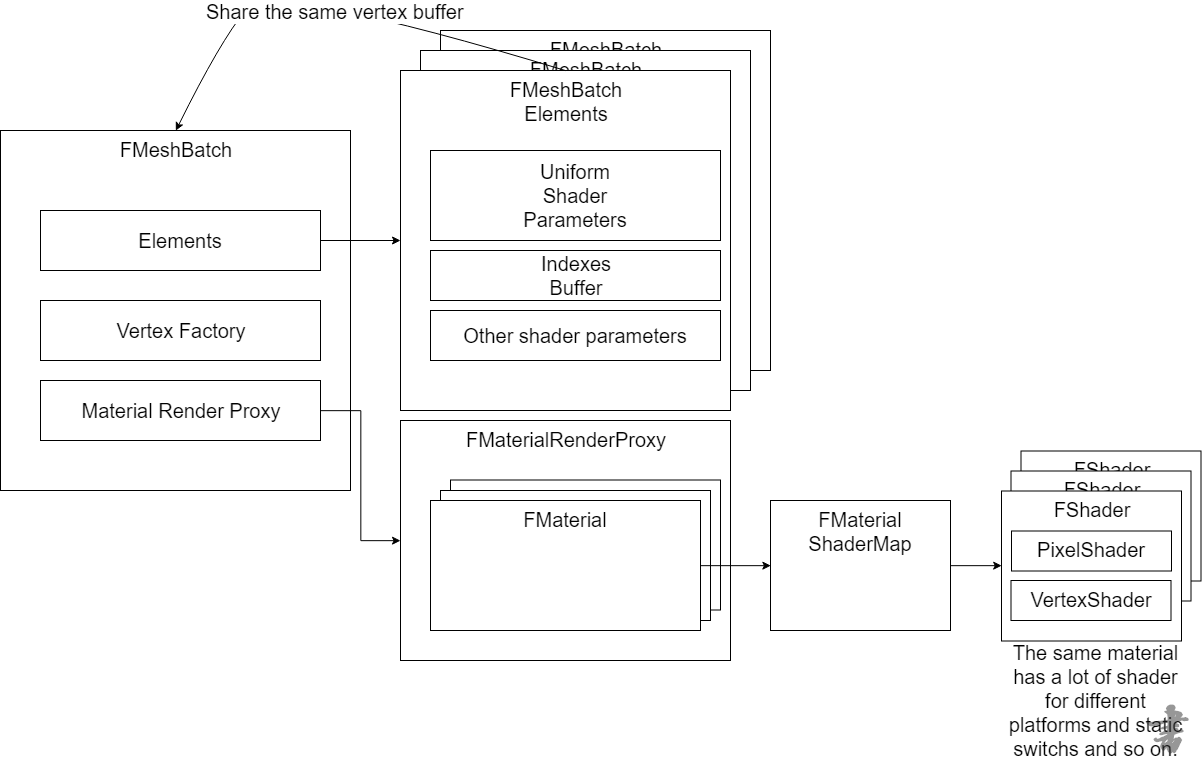 Share the same vertex buffer
FMeshBatch
FMeshBatch
FMeshBatch
Elements
Uniform
Shader
Parameters
Indexes
Buffer
Other shader parameters
FMeshBatch
Elements
Vertex Factory
Material Render Proxy
FMaterialRenderProxy
FMaterial
FMaterial
ShaderMap
FShader
FShader
FShader
PixelShader
VertexShader
The same material
has a lot of shader
for different
platforms and static
switchs and so on.